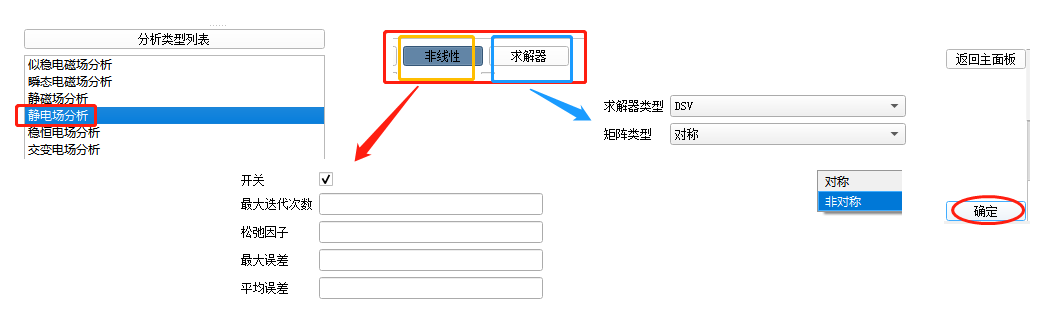 分析类型列表
似稳电磁场分析
瞬态电磁场分析
静磁场分析
静电场分析
稳恒电场分析
交变电场分析
非线性
求解器
返回主面板
求解器类型
DSV
矩阵类型
对称
对称
非对称
确定
开关
最大迭代次数
松弛因子
最大误差
平均误差